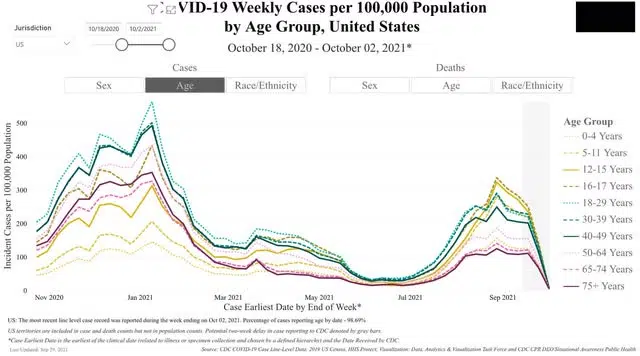 VID-19 Weekly Cases per 100,000 Population
by Age Group, United States
October 18, 2020 - October 02, 2021*
Jurisdiction
US
10/18/2020
10/2/2021
Cases
Deaths
Sex
Age
Race/Ethnicity
Sex
Age
Race/Ethnicity
Incident Cases per 100,000 Population
500
400
300
200
100
0
Nov 2020
Jan 2021
Mar 2021
May 2021
Jul 2021
Sep 2021
Case Earliest Date by End of Week*
Age Group
0-4 Years
5-11 Years
12-15 Years
16-17 Years
18-29 Years
30-39 Years
40-49 Years
50-64 Years
65-74 Years
75+ Years
US: The most recent line level case record was reported during the week ending on Oct 02, 2021. Percentage of cases reporting age by date - 98.69%
US territories are included in case and death counts but not in population counts. Potential two-week delay in case reporting to CDC denoted by gray bars.
*Case Earliest Date is the earliest of the clinical date (related to illness or specimen collection and chosen by a defined hierarchy) and the Date Received by CDC.
Last Updated: Sep 29, 2021
Source: CDC COVID-19 Case Line-Level Data, 2019 US Census, HHS Protect; Visualization: Data, Analytics & Visualization Task Force and CDC CPR DEO Situational Awareness Public Health